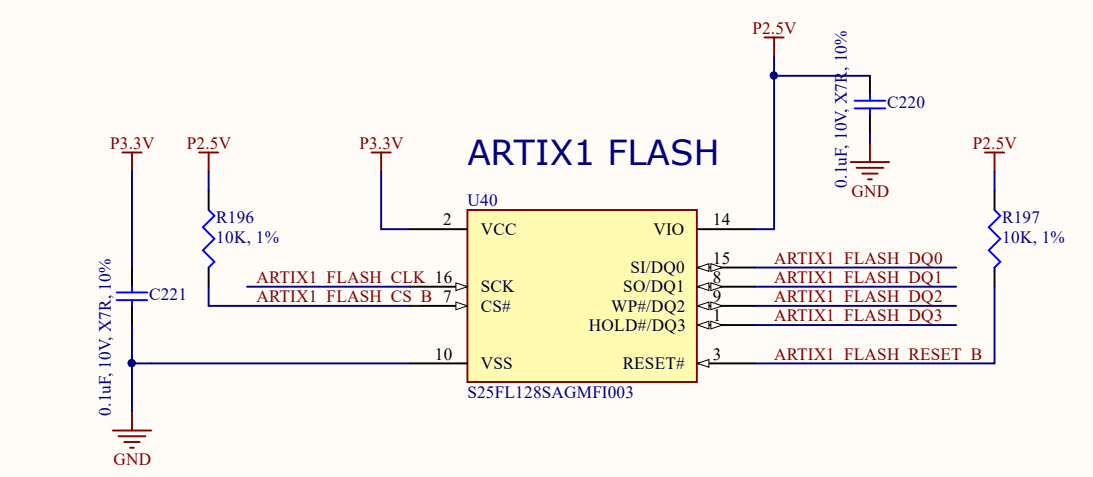 P2.5V
0.1uF, 10V, X7R, 10%
C220
GND
P3.3V
P2.5V
P3.3V
ARTIX1 FLASH
P2.5V
U40
R196
10K, 1%
2
VCC
VIO
14
R197
10K, 1%
0.1uF, 10V, X7R, 10%
C221
ARTIX1_FLASH_CLK
16
SCK
ARTIX1_FLASH_CS_B
7
CS#
SI/DQ0
15
ARTIX1_FLASH_DQ0
SO/DQ1
8
ARTIX1_FLASH_DQ1
WP#/DQ2
9
ARTIX1_FLASH_DQ2
HOLD#/DQ3
1
ARTIX1_FLASH_DQ3
10
VSS
RESET#
3
ARTIX1_FLASH_RESET_B
S25FL128SAGMFI003
GND